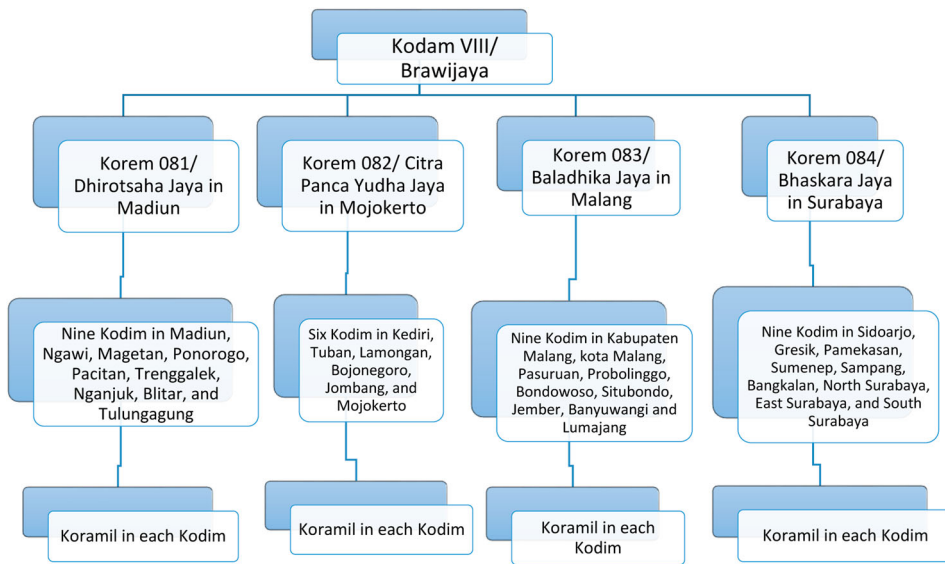 Kodam VIII/
Brawijaya
Korem 081/
Dhirotsaha Jaya in
Madiun
Korem 082/ Citra
Panca Yudha Jaya
in Mojokerto
Korem 083/
Baladhika Jaya in
Malang
Korem 084/
Bhaskara Jaya
in Surabaya
Nine Kodim in Madiun,
Ngawi, Magetan, Ponorogo,
Pacitan, Trenggalek,
Nganjuk, Blitar, and
Tulungagung
Six Kodim in Kediri,
Tuban, Lamongan,
Bojonegoro,
Jombang, and
Mojokerto
Nine Kodim in Kabupaten
Malang, kota Malang,
Pasuruan, Probolinggo,
Bondowoso, Situbondo,
Jember, Banyuwangi and
Lumajang
Nine Kodim in Sidoarjo,
Gresik, Pamekasan,
Sumenep, Sampang,
Bangkalan, North Surabaya,
East Surabaya, and South
Surabaya
Koramil in each Kodim
Koramil in each Kodim
Koramil in each
Kodim
Koramil in each Kodim